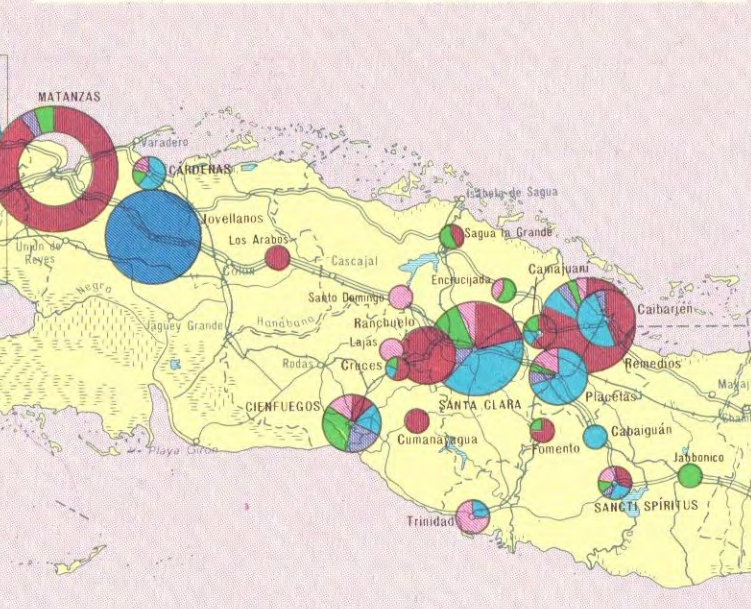 MATANZAS
Varadero
CÁRDENAS
Jovellanos
Unión de
Reyes
Los Arabos
Colón
Cascajal
Isabela de Sagua
Sagua la Grande
Negro
Jagüey Grande
Hanábana
Santo Domingo
Encrucijada
Camajuaní
Caibarién
Ranchuelo
Lajas
Rodas
Cruces
Remedios
CIENFUEGOS
SANTA CLARA
Placetas
Cumanayagua
Fomento
Cabaiguán
Playa Girón
Jatibonico
SANCTI SPÍRITUS
Trinidad